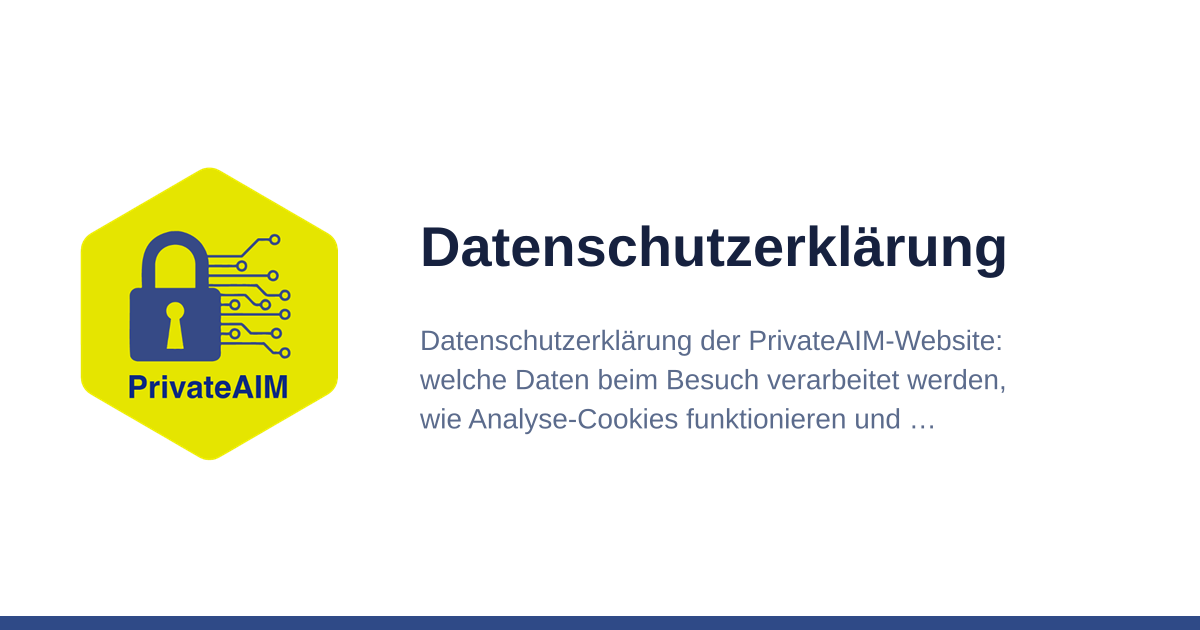 PrivateAIM
Datenschutzerklärung
Datenschutzerklärung der PrivateAIM-Website:
welche Daten beim Besuch verarbeitet werden,
wie Analyse-Cookies funktionieren und …